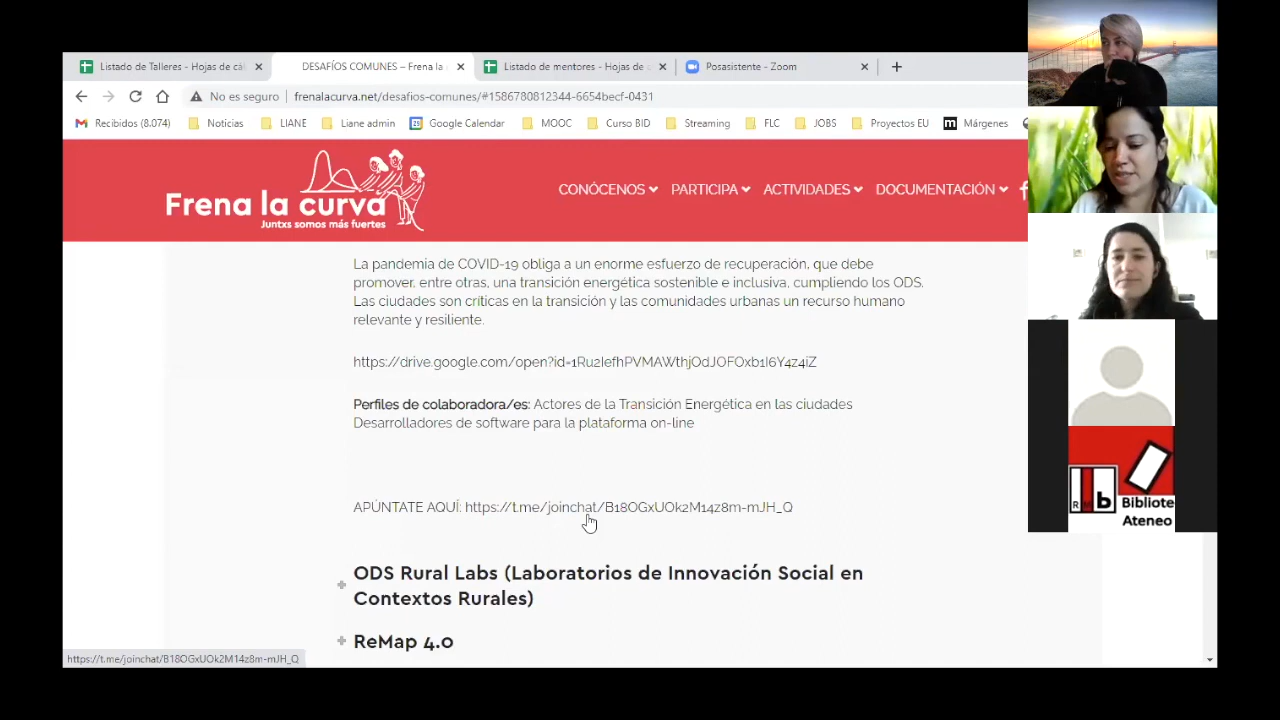 Listado de Talleres - Hojas de cál
DESAFÍOS COMUNES – Frena la
Listado de mentores - Hojas de c
Posasistente - Zoom
No es seguro | frenalacurva.net/desafios-comunes/#1586780812344-6654becf-0431
Recibidos (8.074)
Noticias
LIANE
Liane admin
Google Calendar
MOOC
Curso BID
Streaming
FLC
JOBS
Proyectos EU
Márgenes
Frena la curva
Juntxs somos más fuertes
CONÓCENOS
PARTICIPA
ACTIVIDADES
DOCUMENTACIÓN
La pandemia de COVID-19 obliga a un enorme esfuerzo de recuperación, que debe
promover, entre otras, una transición energética sostenible e inclusiva, cumpliendo los ODS.
Las ciudades son críticas en la transición y las comunidades urbanas un recurso humano
relevante y resiliente.
https://drive.google.com/open?id=1Ru2IefhPVMAWthjOdJOFOxb1I6Y4z4iZ
Perfiles de colaboradora/es: Actores de la Transición Energética en las ciudades
Desarrolladores de software para la plataforma on-line
APÚNTATE AQUÍ: https://t.me/joinchat/B18OGxUOk2M14z8m-mJH_Q
ODS Rural Labs (Laboratorios de Innovación Social en
Contextos Rurales)
ReMap 4.0
https://t.me/joinchat/B18OGxUOk2M14z8m-mJH_Q
RMb
Bibliote
Ateneo